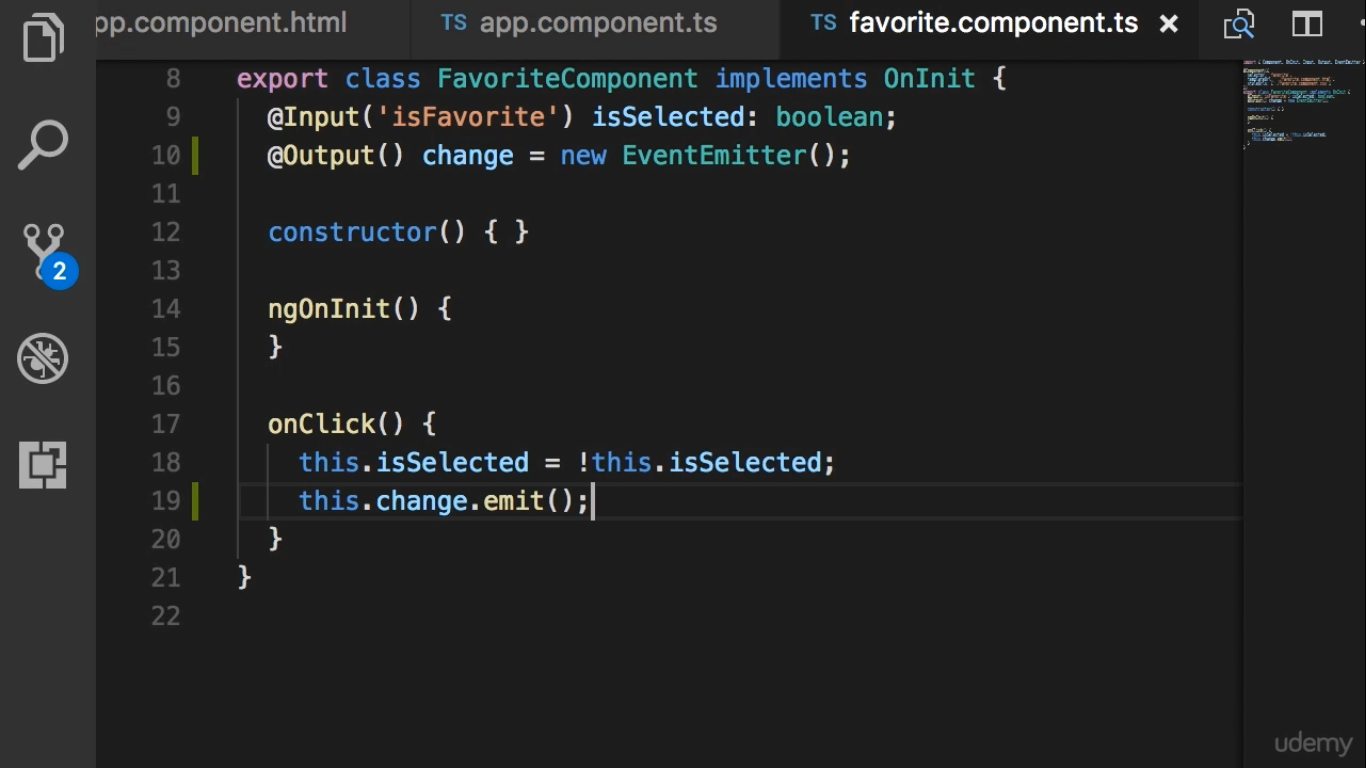 pp.component.html TS app.component.ts TS favorite.component.ts ×
8 export class FavoriteComponent implements OnInit {
9 @Input('isFavorite') isSelected: boolean;
10 @Output() change = new EventEmitter();
11
12 constructor() { }
13
14 ngOnInit() {
15 }
16
17 onClick() {
18 this.isSelected = !this.isSelected;
19 this.change.emit();
20 }
21 }
22
2
udemy